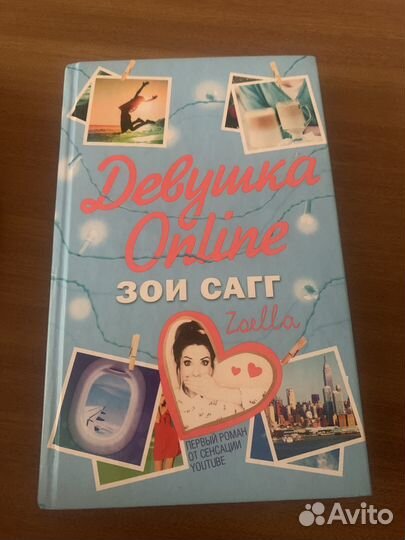 Девушка
Online
ЗОИ САГГ
Zoella
ПЕРВЫЙ РОМАН
ОТ СЕНСАЦИИ
YOUTUBE
Avito